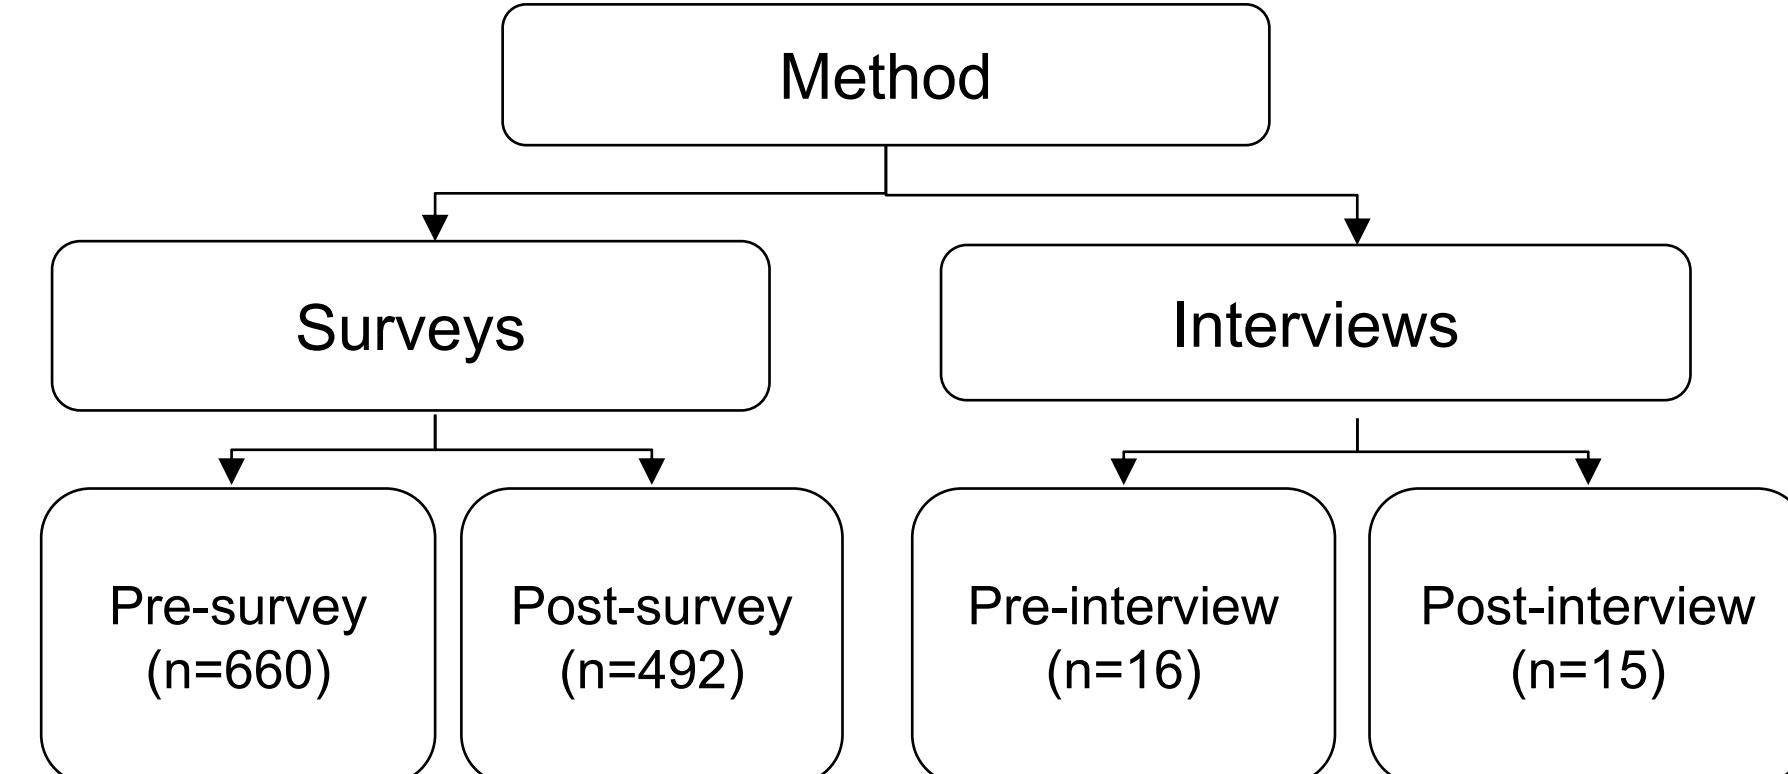 Method
Surveys
Interviews
Pre-survey
(n=660)
Post-survey
(n=492)
Pre-interview
(n=16)
Post-interview
(n=15)